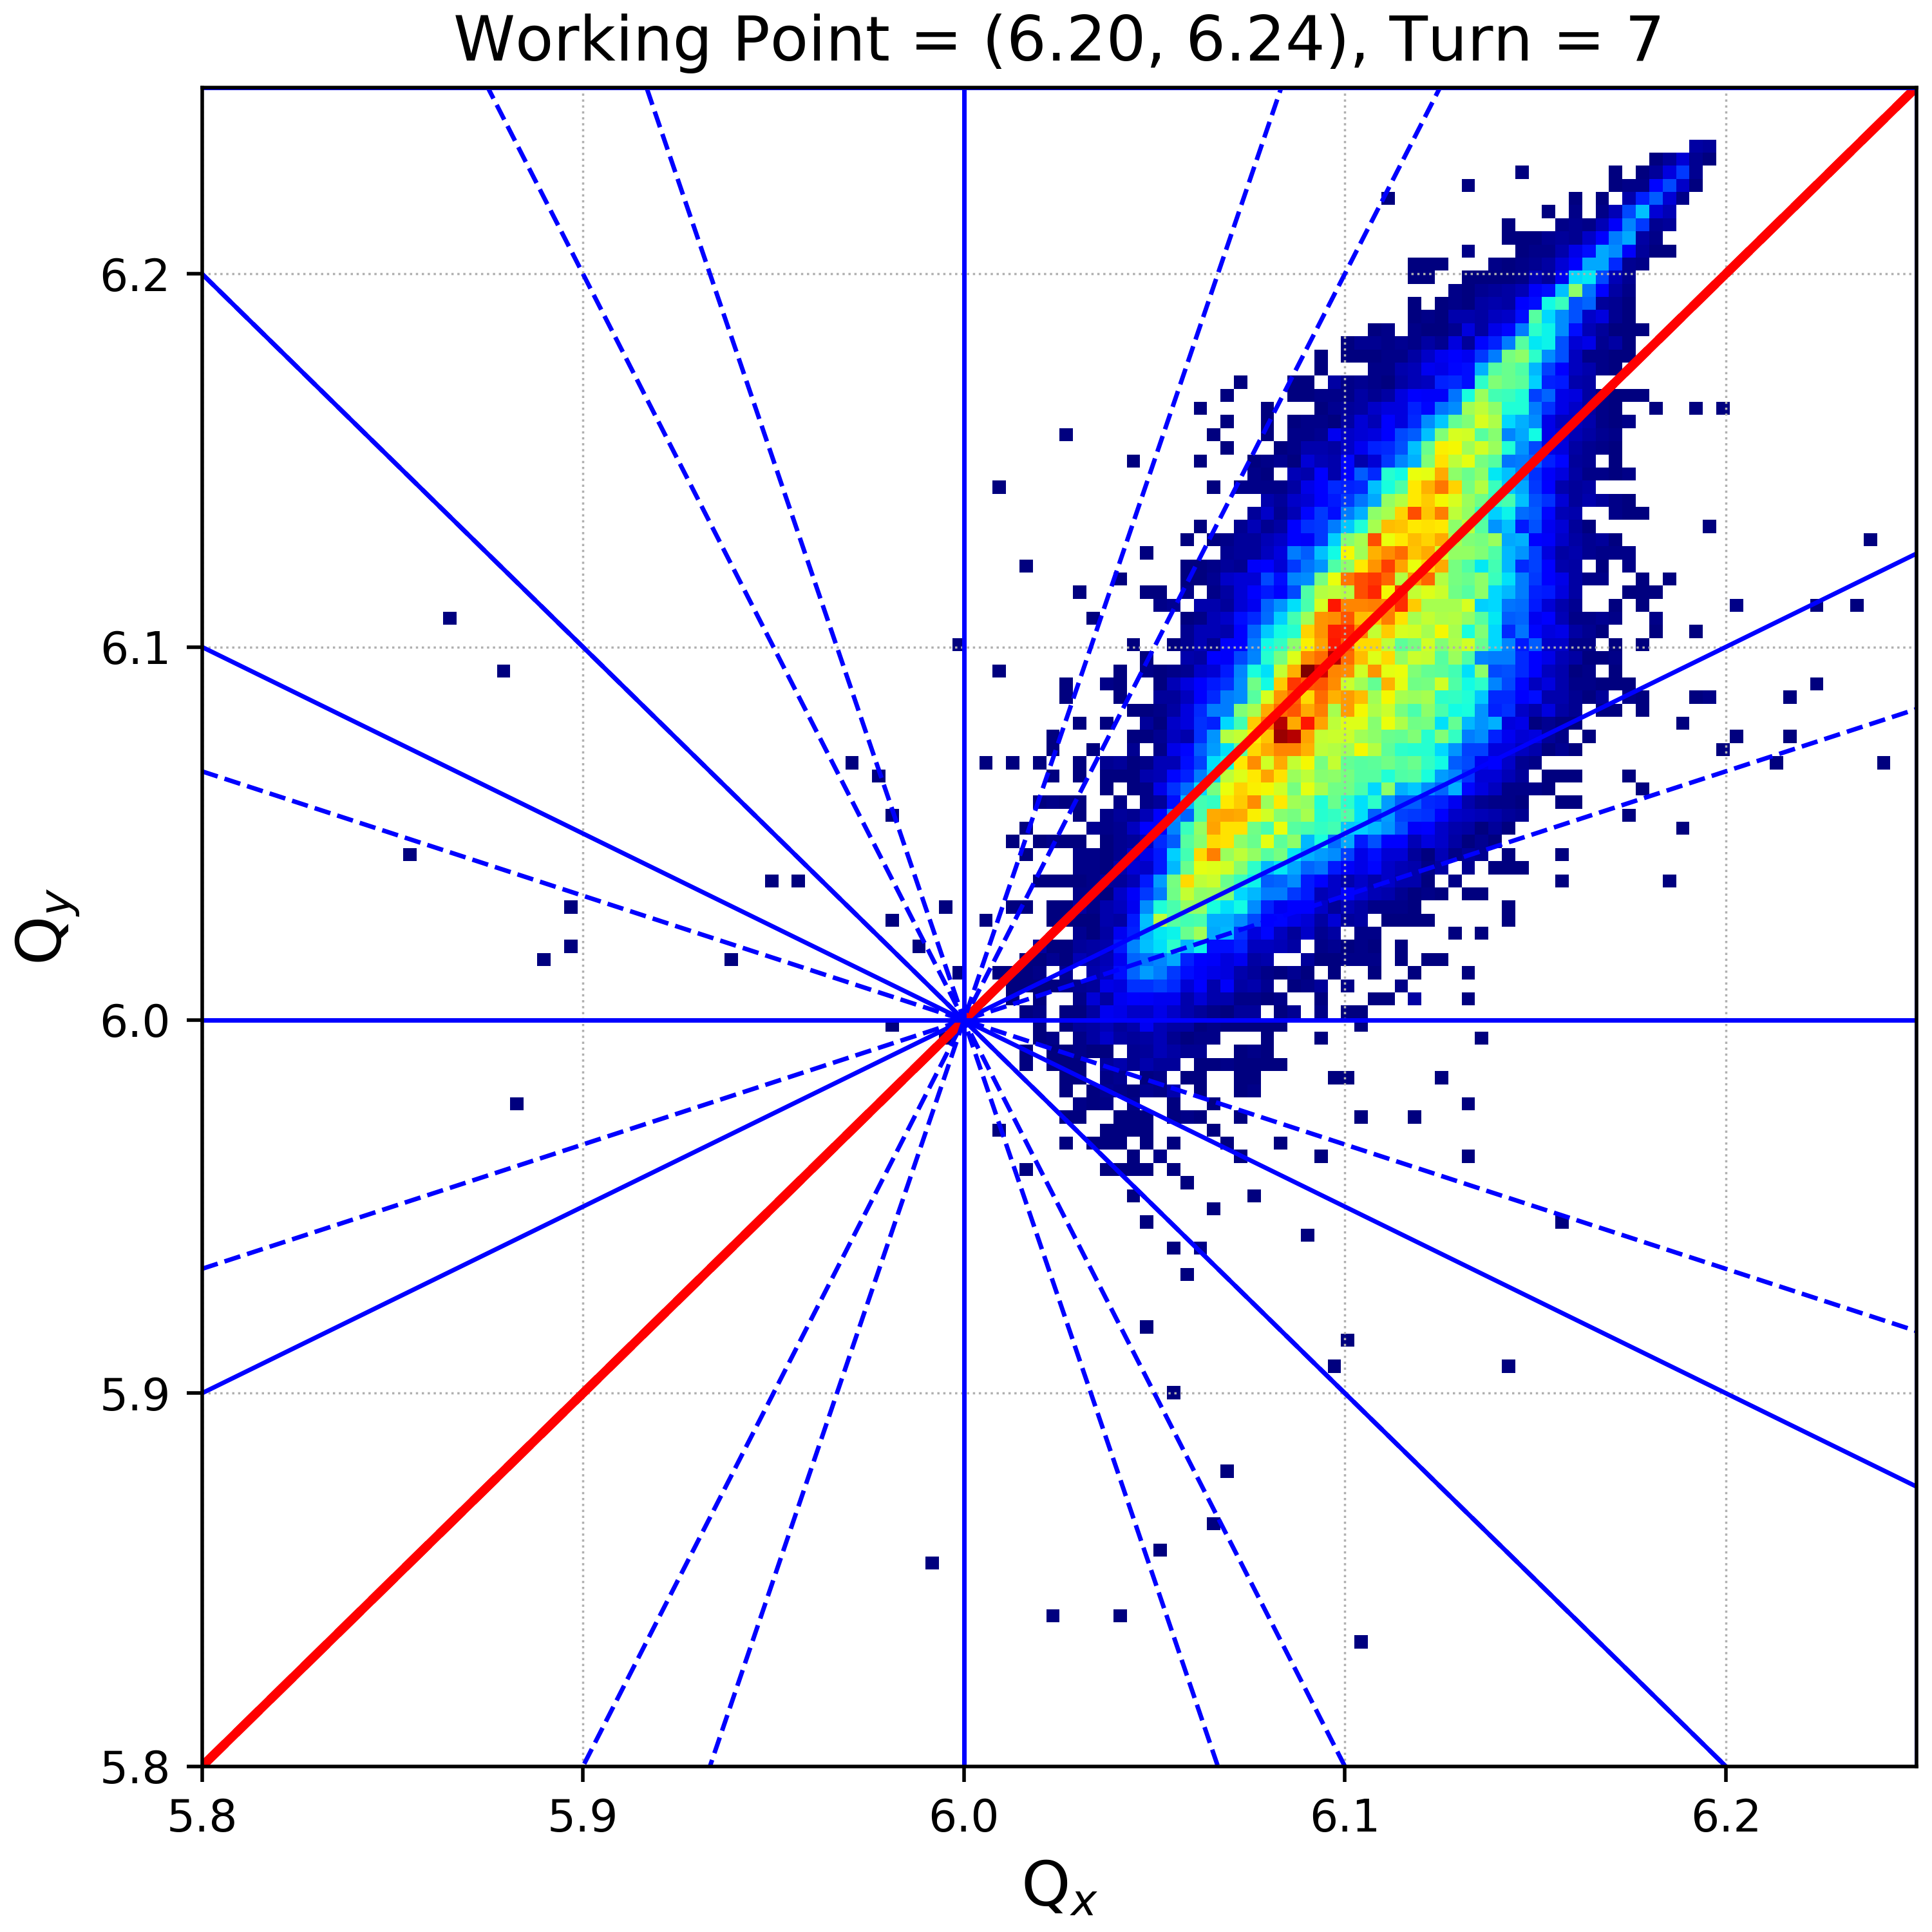 Working Point = (6.20, 6.24), Turn = 7
6.2
6.1
6.0
5.9
5.8
Qy
5.8 5.9 6.0 6.1 6.2
Qx